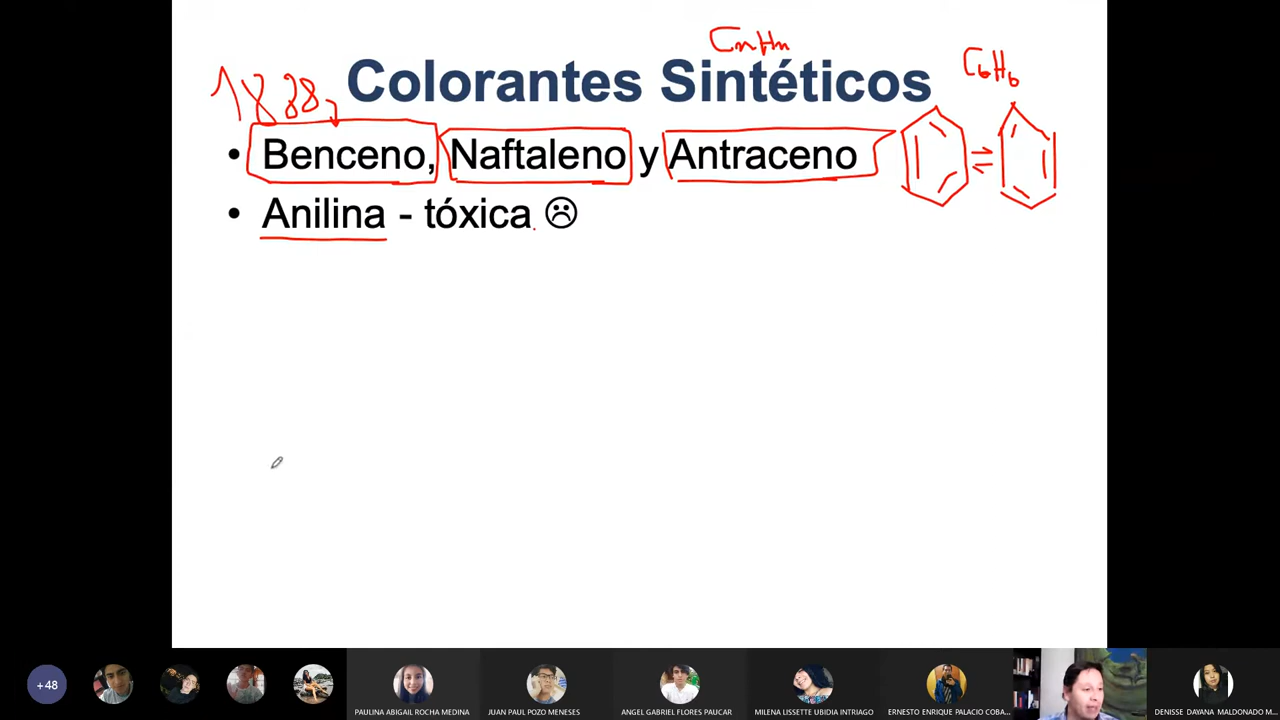 CnHn
Colorantes Sintéticos
C6H6
• Benceno, Naftaleno y Antraceno
• Anilina - tóxica ☹
+48
PAULINA ABIGAIL ROCHA MEDINA
JUAN PAUL POZO MENESES
ANGEL GABRIEL FLORES PAUCAR
MILENA LISSETTE UBIDIA INTRIAGO
ERNESTO ENRIQUE PALACIO COBA...
DENISSE DAYANA MALDONADO M...